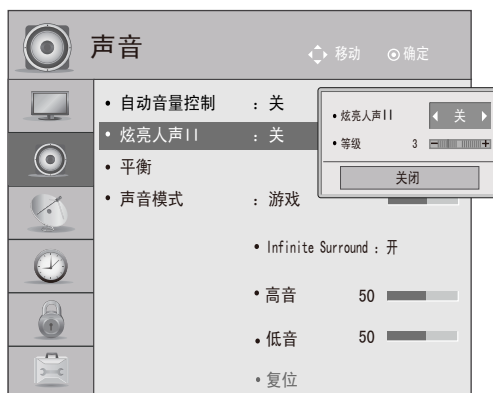 声音
移动 确定
• 自动音量控制 : 关
• 炫亮人声II : 关
• 平衡
• 声音模式 : 游戏
• Infinite Surround : 开
• 高音 50
• 低音 50
• 复位
• 炫亮人声II 关
• 等级 3
关闭